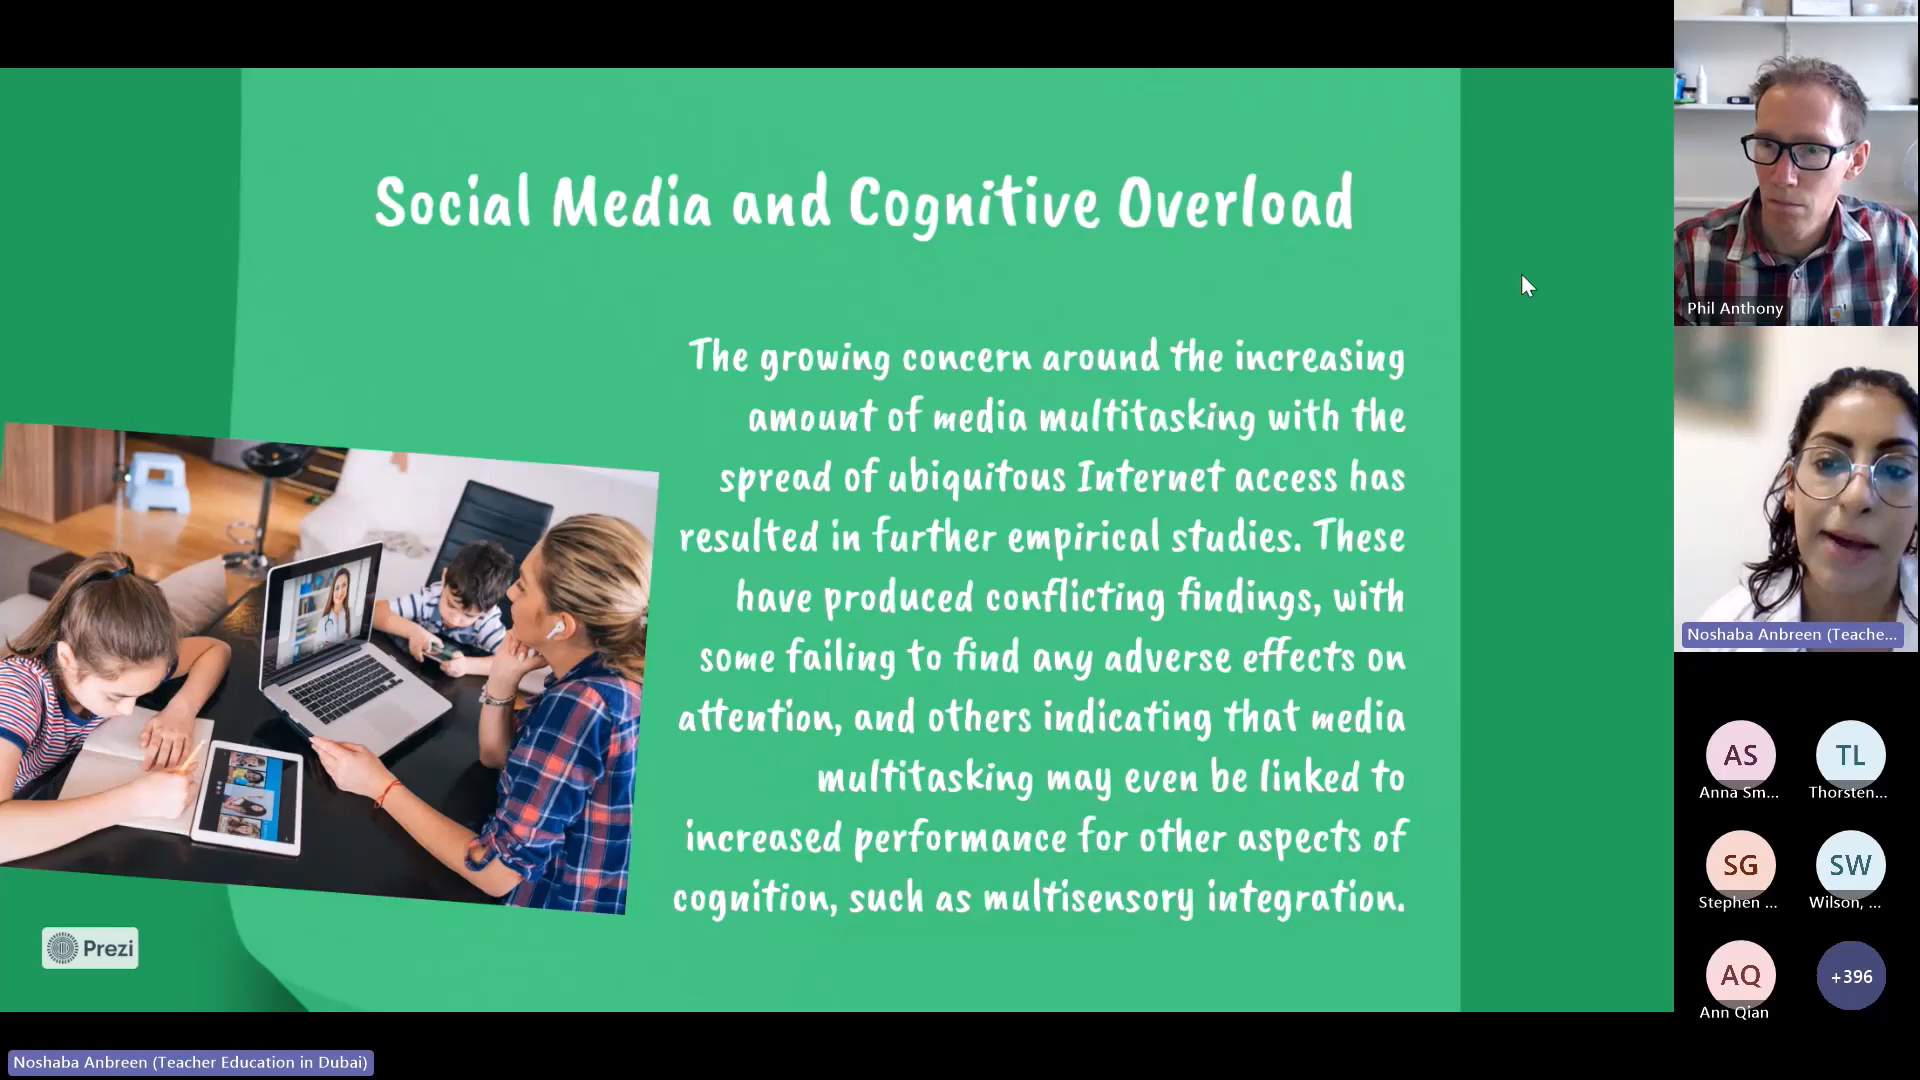 Social Media and Cognitive Overload
The growing concern around the increasing
amount of media multitasking with the
spread of ubiquitous Internet access has
resulted in further empirical studies. These
have produced conflicting findings, with
some failing to find any adverse effects on
attention, and others indicating that media
multitasking may even be linked to
increased performance for other aspects of
cognition, such as multisensory integration.
Prezi
Noshaba Anbreen (Teacher Education in Dubai)
Phil Anthony
Noshaba Anbreen (Teache...
AS
Anna Sm...
TL
Thorsten...
SG
Stephen ...
SW
Wilson, ...
AQ
Ann Qian
+396